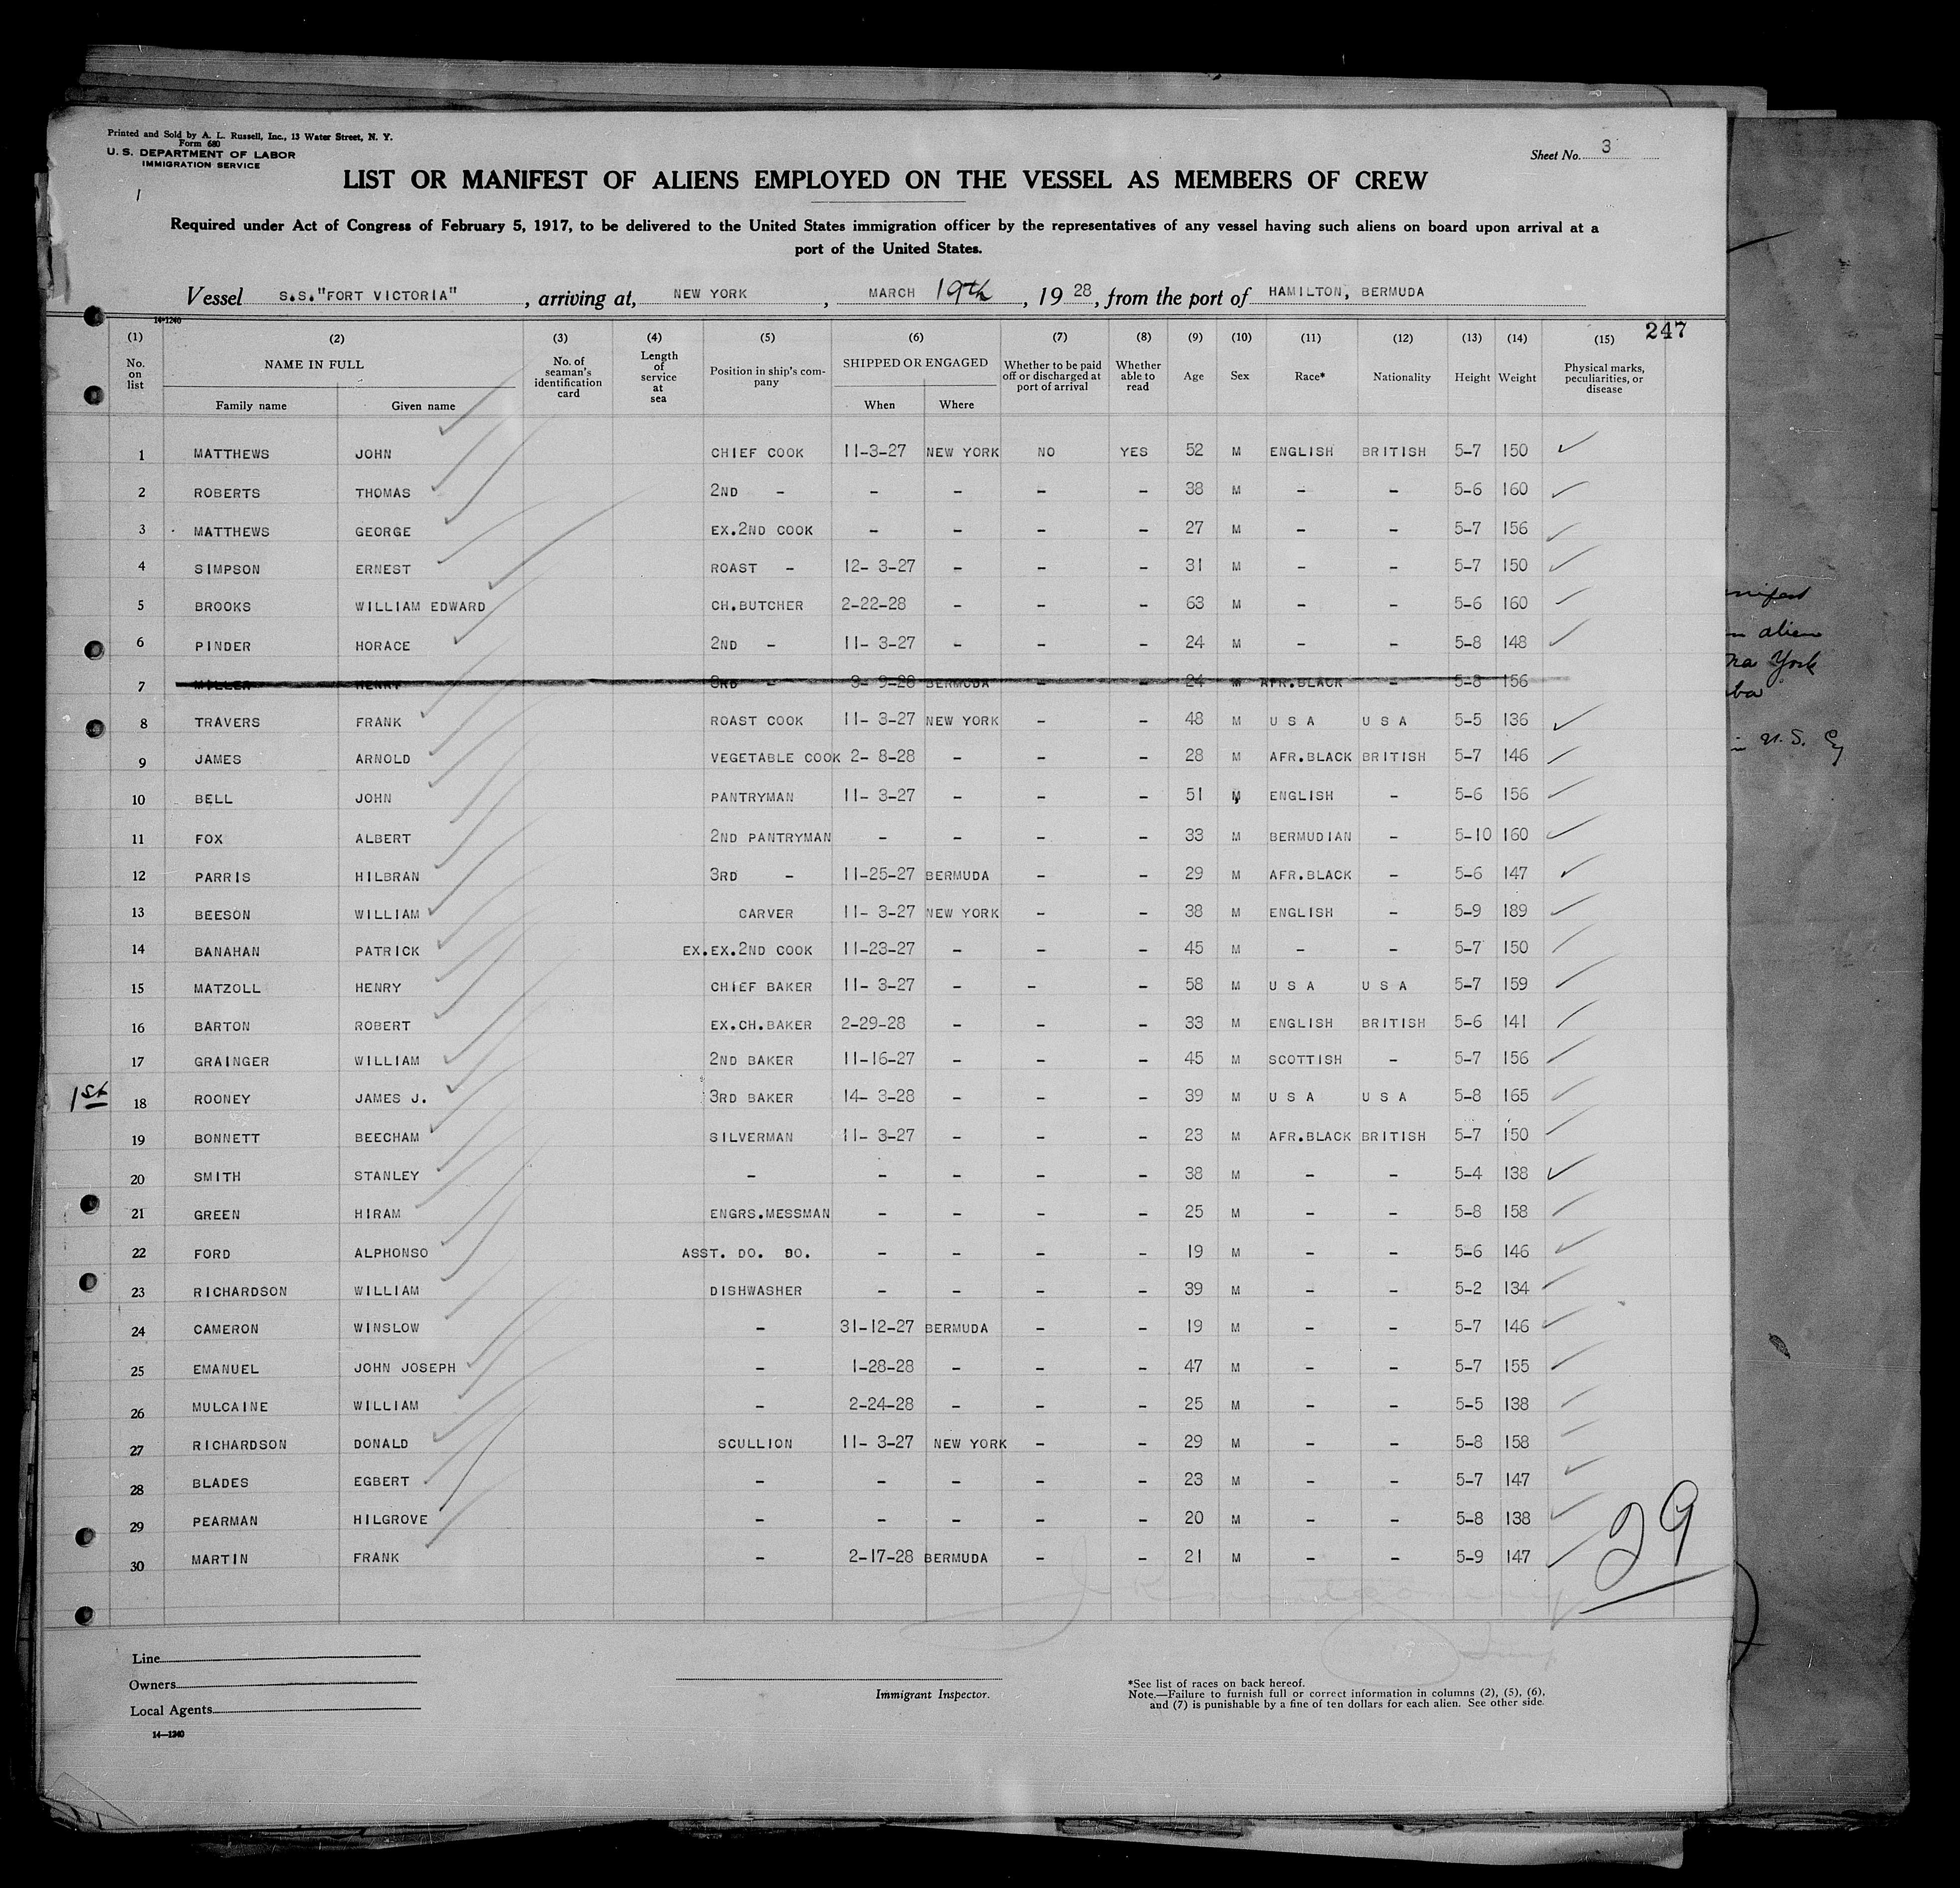 Printed and Sold by A. L. Russell, Inc., 13 Water Street, N. Y.
Form 680
U. S. DEPARTMENT OF LABOR
IMMIGRATION SERVICE
1
Sheet No. 3
LIST OR MANIFEST OF ALIENS EMPLOYED ON THE VESSEL AS MEMBERS OF CREW
Required under Act of Congress of February 5, 1917, to be delivered to the United States immigration officer by the representatives of any vessel having such aliens on board upon arrival at a
port of the United States.
Vessel S.S."FORT VICTORIA", arriving at, NEW YORK, MARCH 19th, 1928, from the port of HAMILTON, BERMUDA
14-1240
247
(1) (2) (3) (4) (5) (6) (7) (8) (9) (10) (11) (12) (13) (14) (15)
No. on list NAME IN FULL Family name Given name No. of seaman's identification card Length of service at sea Position in ship's company SHIPPED OR ENGAGED When Where Whether to be paid off or discharged at port of arrival Whether able to read Age Sex Race* Nationality Height Weight Physical marks, peculiarities, or disease
1 MATTHEWS JOHN CHIEF COOK 11-3-27 NEW YORK NO YES 52 M ENGLISH BRITISH 5-7 150
2 ROBERTS THOMAS 2ND - - - - - 38 M - - 5-6 160
3 MATTHEWS GEORGE EX.2ND COOK - - - - 27 M - - 5-7 156
4 SIMPSON ERNEST ROAST - 12- 3-27 - - - 31 M - - 5-7 150
5 BROOKS WILLIAM EDWARD CH.BUTCHER 2-22-28 - - - 63 M - - 5-6 160
6 PINDER HORACE 2ND - 11- 3-27 - - - 24 M - - 5-8 148
7 MILLER HENRY 3RD - 3- 9-28 BERMUDA - - 24 M AFR.BLACK - 5-8 156
8 TRAVERS FRANK ROAST COOK 11- 3-27 NEW YORK - - 48 M U S A U S A 5-5 136
9 JAMES ARNOLD VEGETABLE COOK 2- 8-28 - - - 28 M AFR.BLACK BRITISH 5-7 146
10 BELL JOHN PANTRYMAN 11- 3-27 - - - 51 M ENGLISH - 5-6 156
11 FOX ALBERT 2ND PANTRYMAN - - - - 33 M BERMUDIAN - 5-10 160
12 PARRIS HILBRAN 3RD - 11-25-27 BERMUDA - - 29 M AFR.BLACK - 5-6 147
13 BEESON WILLIAM CARVER 11- 3-27 NEW YORK - - 38 M ENGLISH - 5-9 189
14 BANAHAN PATRICK EX.EX.2ND COOK 11-23-27 - - - 45 M - - 5-7 150
15 MATZOLL HENRY CHIEF BAKER 11- 3-27 - - - 58 M U S A U S A 5-7 159
16 BARTON ROBERT EX.CH.BAKER 2-29-28 - - - 33 M ENGLISH BRITISH 5-6 141
17 GRAINGER WILLIAM 2ND BAKER 11-16-27 - - - 45 M SCOTTISH - 5-7 156
1st 18 ROONEY JAMES J. 3RD BAKER 14- 3-28 - - - 39 M U S A U S A 5-8 165
19 BONNETT BEECHAM SILVERMAN 11- 3-27 - - - 23 M AFR.BLACK BRITISH 5-7 150
20 SMITH STANLEY - - - - - 38 M - - 5-4 138
21 GREEN HIRAM ENGRS.MESSMAN - - - - 25 M - - 5-8 158
22 FORD ALPHONSO ASST. DO. DO. - - - - 19 M - - 5-6 146
23 RICHARDSON WILLIAM DISHWASHER - - - - 39 M - - 5-2 134
24 CAMERON WINSLOW - 31-12-27 BERMUDA - - 19 M - - 5-7 146
25 EMANUEL JOHN JOSEPH - 1-28-28 - - - 47 M - - 5-7 155
26 MULCAINE WILLIAM - 2-24-28 - - - 25 M - - 5-5 138
27 RICHARDSON DONALD SCULLION 11- 3-27 NEW YORK - - 29 M - - 5-8 158
28 BLADES EGBERT - - - - - 23 M - - 5-7 147
29 PEARMAN HILGROVE - - - - - 20 M - - 5-8 138
30 MARTIN FRANK - 2-17-28 BERMUDA - - 21 M - - 5-9 147
29
Line
Owners
Local Agents
14—1240
Immigrant Inspector.
*See list of races on back hereof.
Note.—Failure to furnish full or correct information in columns (2), (5), (6),
and (7) is punishable by a fine of ten dollars for each alien. See other side.
alien
York
in U.S.